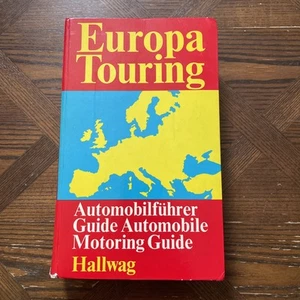 Europa
Touring
Automobilführer
Guide Automobile
Motoring Guide
Hallwag